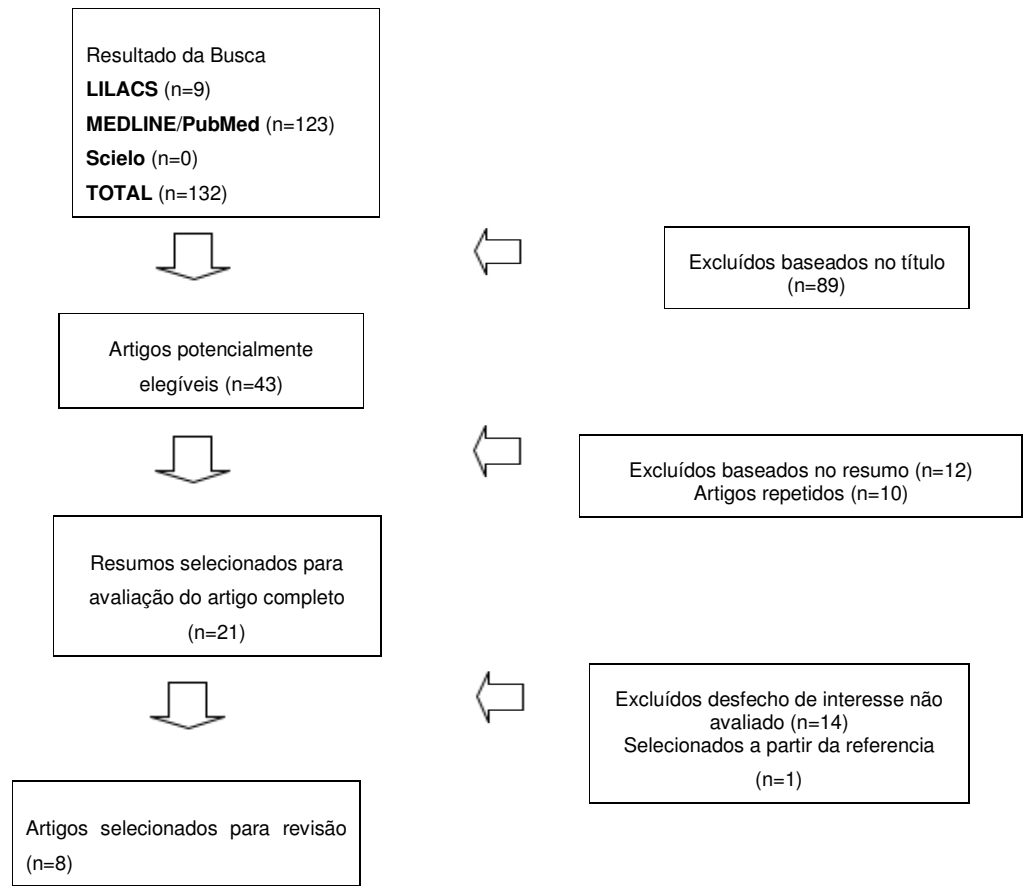 Resultado da Busca
LILACS (n=9)
MEDLINE/PubMed (n=123)
Scielo (n=0)
TOTAL (n=132)
Excluídos baseados no título
(n=89)
Artigos potencialmente
elegíveis (n=43)
Excluídos baseados no resumo (n=12)
Artigos repetidos (n=10)
Resumos selecionados para
avaliação do artigo completo
(n=21)
Excluídos desfecho de interesse não
avaliado (n=14)
Selecionados a partir da referencia
(n=1)
Artigos selecionados para revisão
(n=8)